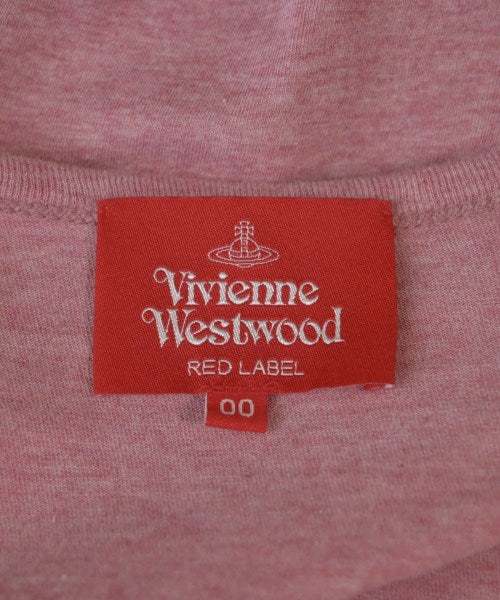 Vivienne
Westwood
RED LABEL
00